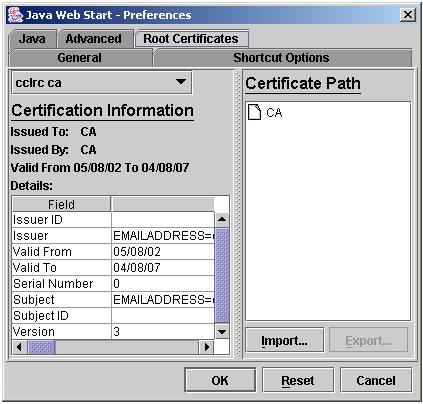 Java Web Start - Preferences
Java Advanced Root Certificates
General Shortcut Options
cclrc ca
Certification Information
Issued To: CA
Issued By: CA
Valid From 05/08/02 To 04/08/07
Details:
Field
Issuer ID
Issuer EMAILADDRESS=
Valid From 05/08/02
Valid To 04/08/07
Serial Number 0
Subject EMAILADDRESS=
Subject ID
Version 3
Certificate Path
CA
Import... Export...
OK Reset Cancel